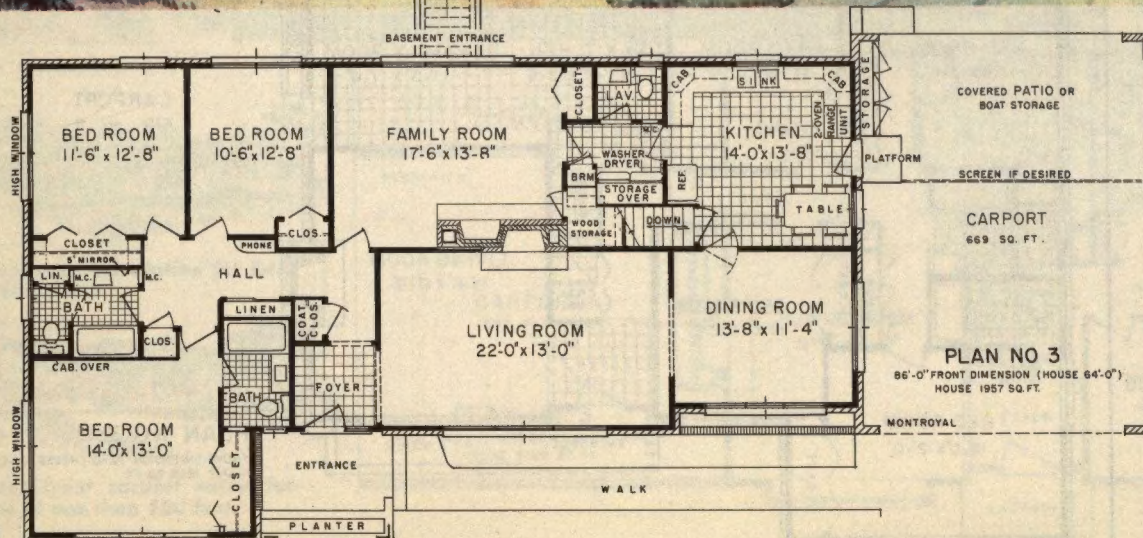 BASEMENT ENTRANCE
HIGH WINDOW
BED ROOM
11'-6" x 12'-8"
BED ROOM
10'-6"x12'-8"
FAMILY ROOM
17'-6"x13'-8"
CLOSET
LAV.
M.C.
WASHER
DRYER
BRM
STORAGE
OVER
WOOD
STORAGE
DOWN
REF.
CAB
SINK
CAB
KITCHEN
14'-0"x13'-8"
2-OVEN
RANGE
UNIT
TABLE
STORAGE
PLATFORM
COVERED PATIO OR
BOAT STORAGE
SCREEN IF DESIRED
CARPORT
669 SQ. FT.
CLOSET
5' MIRROR
PHONE
CLOS.
HALL
LIN.
M.C.
M.C.
BATH
CLOS.
CAB. OVER
LINEN
COAT
CLOS.
BATH
FOYER
LIVING ROOM
22'-0"x13'-0"
DINING ROOM
13'-8"x 11'-4"
HIGH WINDOW
BED ROOM
14'-0"x13'-0"
CLOSET
ENTRANCE
PLANTER
WALK
PLAN NO 3
86'-0" FRONT DIMENSION (HOUSE 64'-0")
HOUSE 1957 SQ. FT.
MONTROYAL